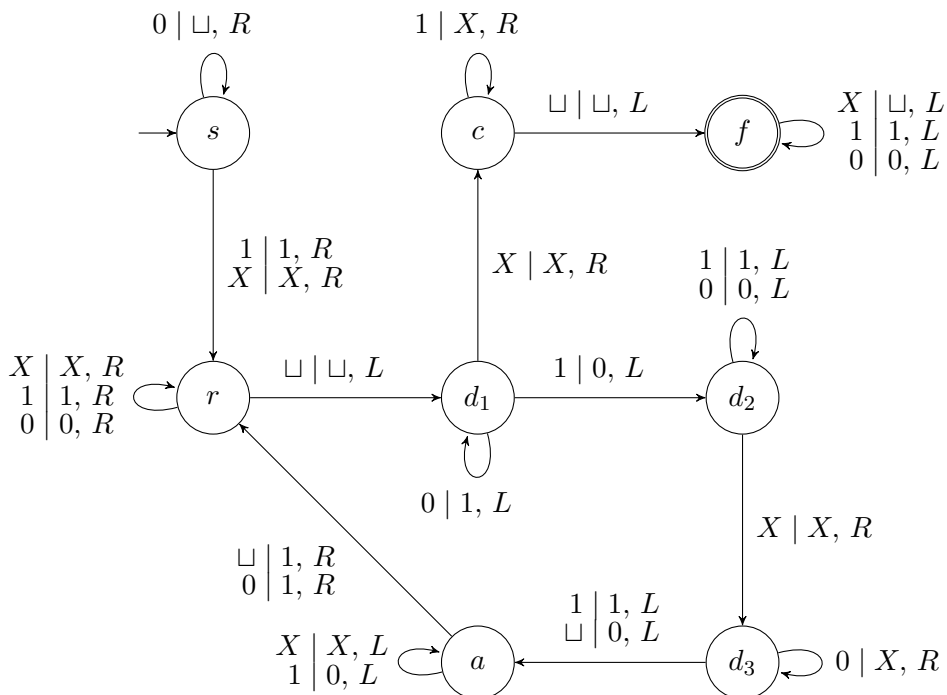 0 | ⊔, R
1 | X, R
s
c
⊔ | ⊔, L
f
X | ⊔, L
1 | 1, L
0 | 0, L
1 | 1, R
X | X, R
X | X, R
1 | 1, L
0 | 0, L
X | X, R
1 | 1, R
0 | 0, R
r
⊔ | ⊔, L
d₁
1 | 0, L
d₂
0 | 1, L
X | X, R
⊔ | 1, R
0 | 1, R
X | X, L
1 | 0, L
a
1 | 1, L
⊔ | 0, L
d₃
0 | X, R